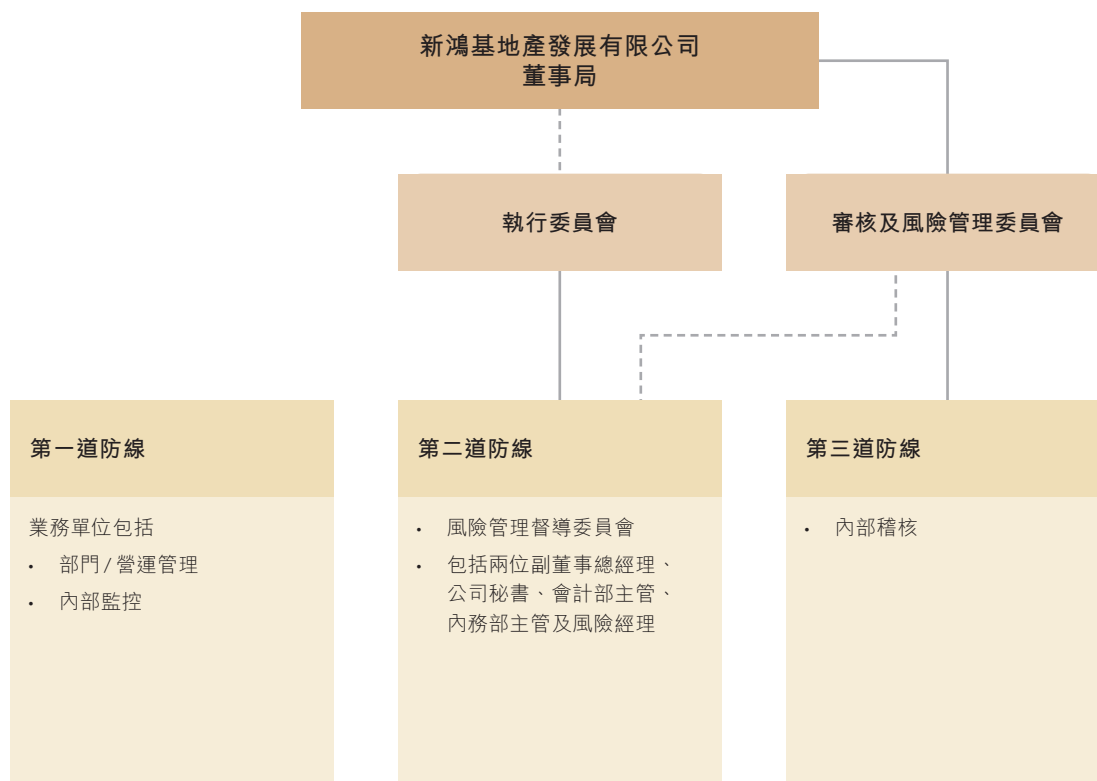 新鴻基地產發展有限公司
董事局
執行委員會
審核及風險管理委員會
第一道防線
業務單位包括
• 部門/營運管理
• 內部監控
第二道防線
• 風險管理督導委員會
• 包括兩位副董事總經理、
公司秘書、會計部主管、
內務部主管及風險經理
第三道防線
• 內部稽核